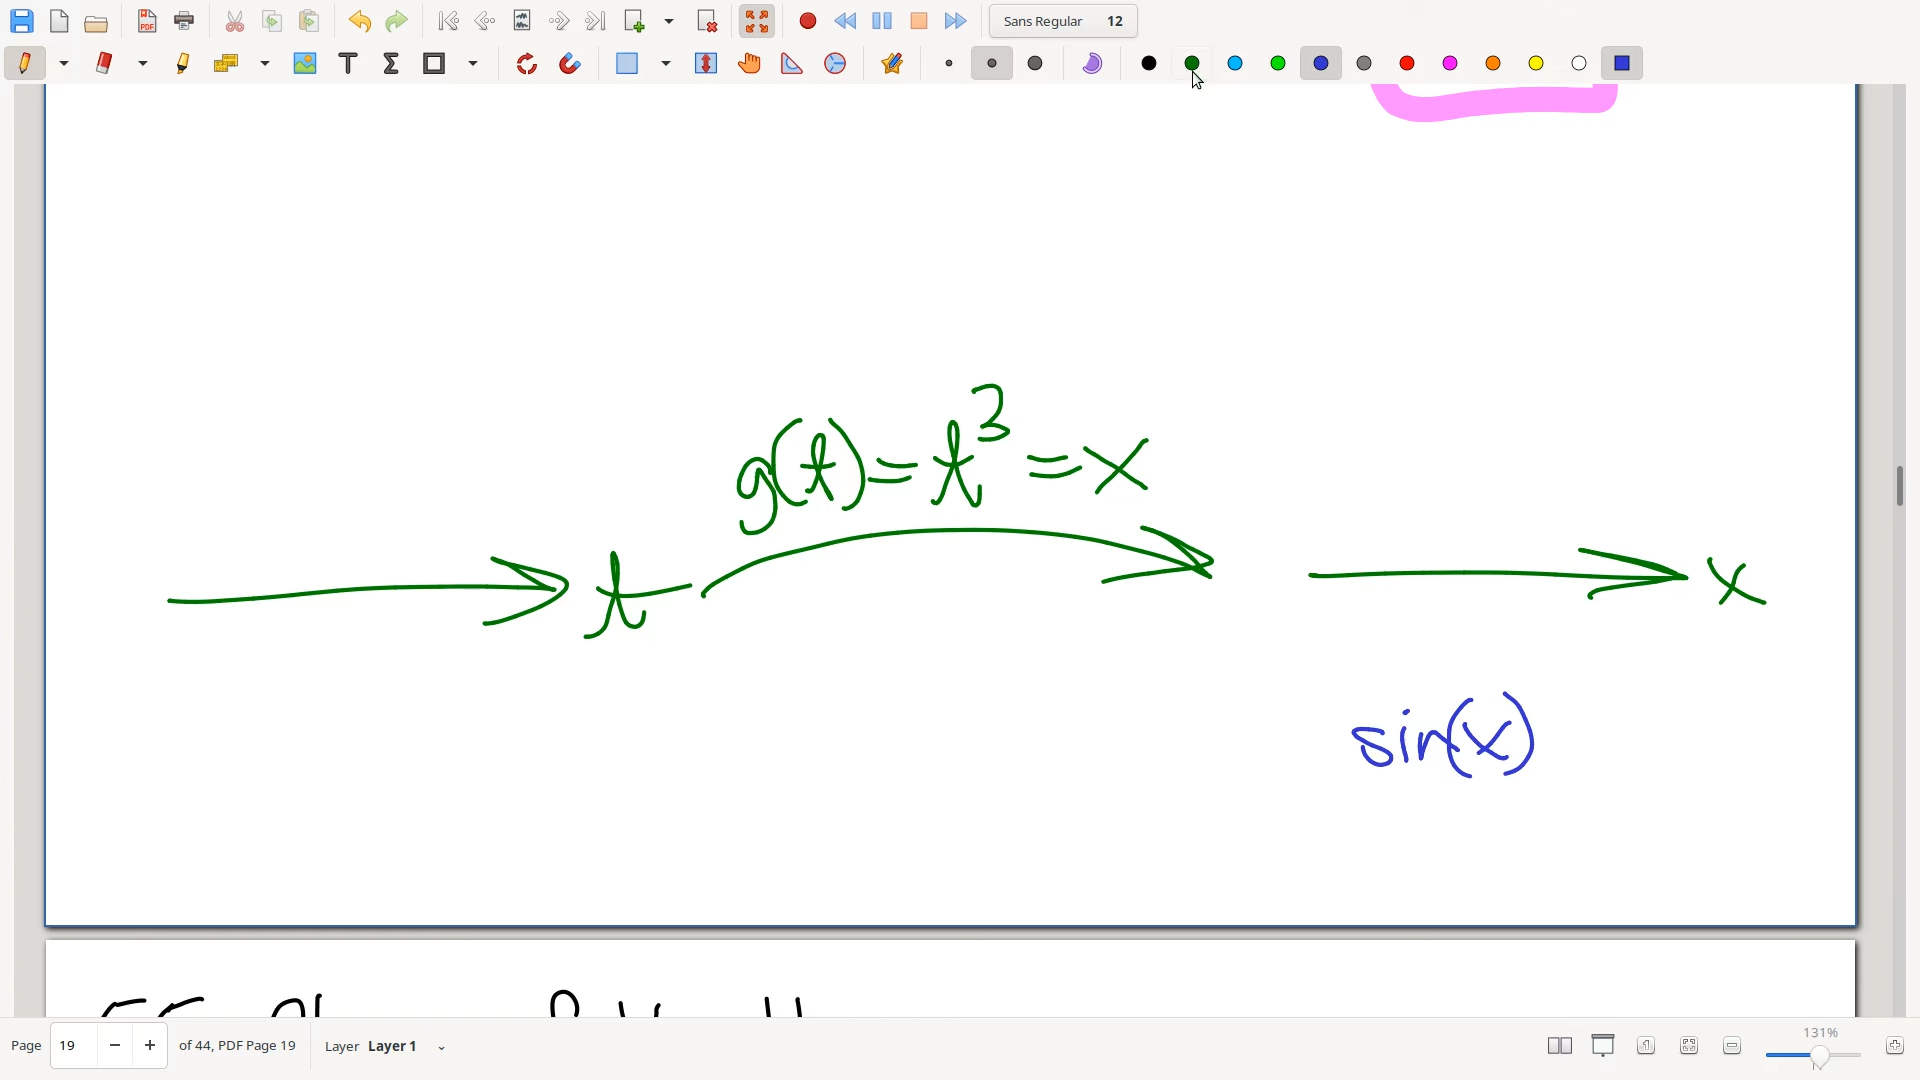 Sans Regular 12
g(t) = t³ = x
t
x
sin(x)
Page 19 − + of 44, PDF Page 19 Layer Layer 1
131%